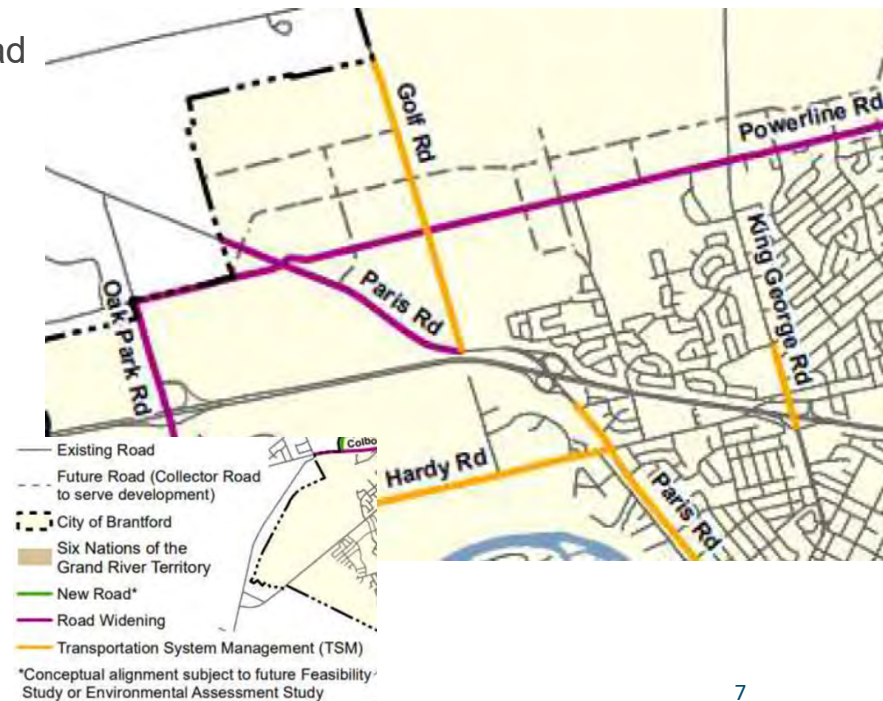 ad
Golf Rd
Powerline Rd
King George Rd
Oak Park Rd
Paris Rd
Hardy Rd
Paris Rd
Existing Road
Future Road (Collector Road
to serve development)
City of Brantford
Six Nations of the
Grand River Territory
New Road*
Road Widening
Transportation System Management (TSM)
*Conceptual alignment subject to future Feasibility
Study or Environmental Assessment Study
Colbo
7